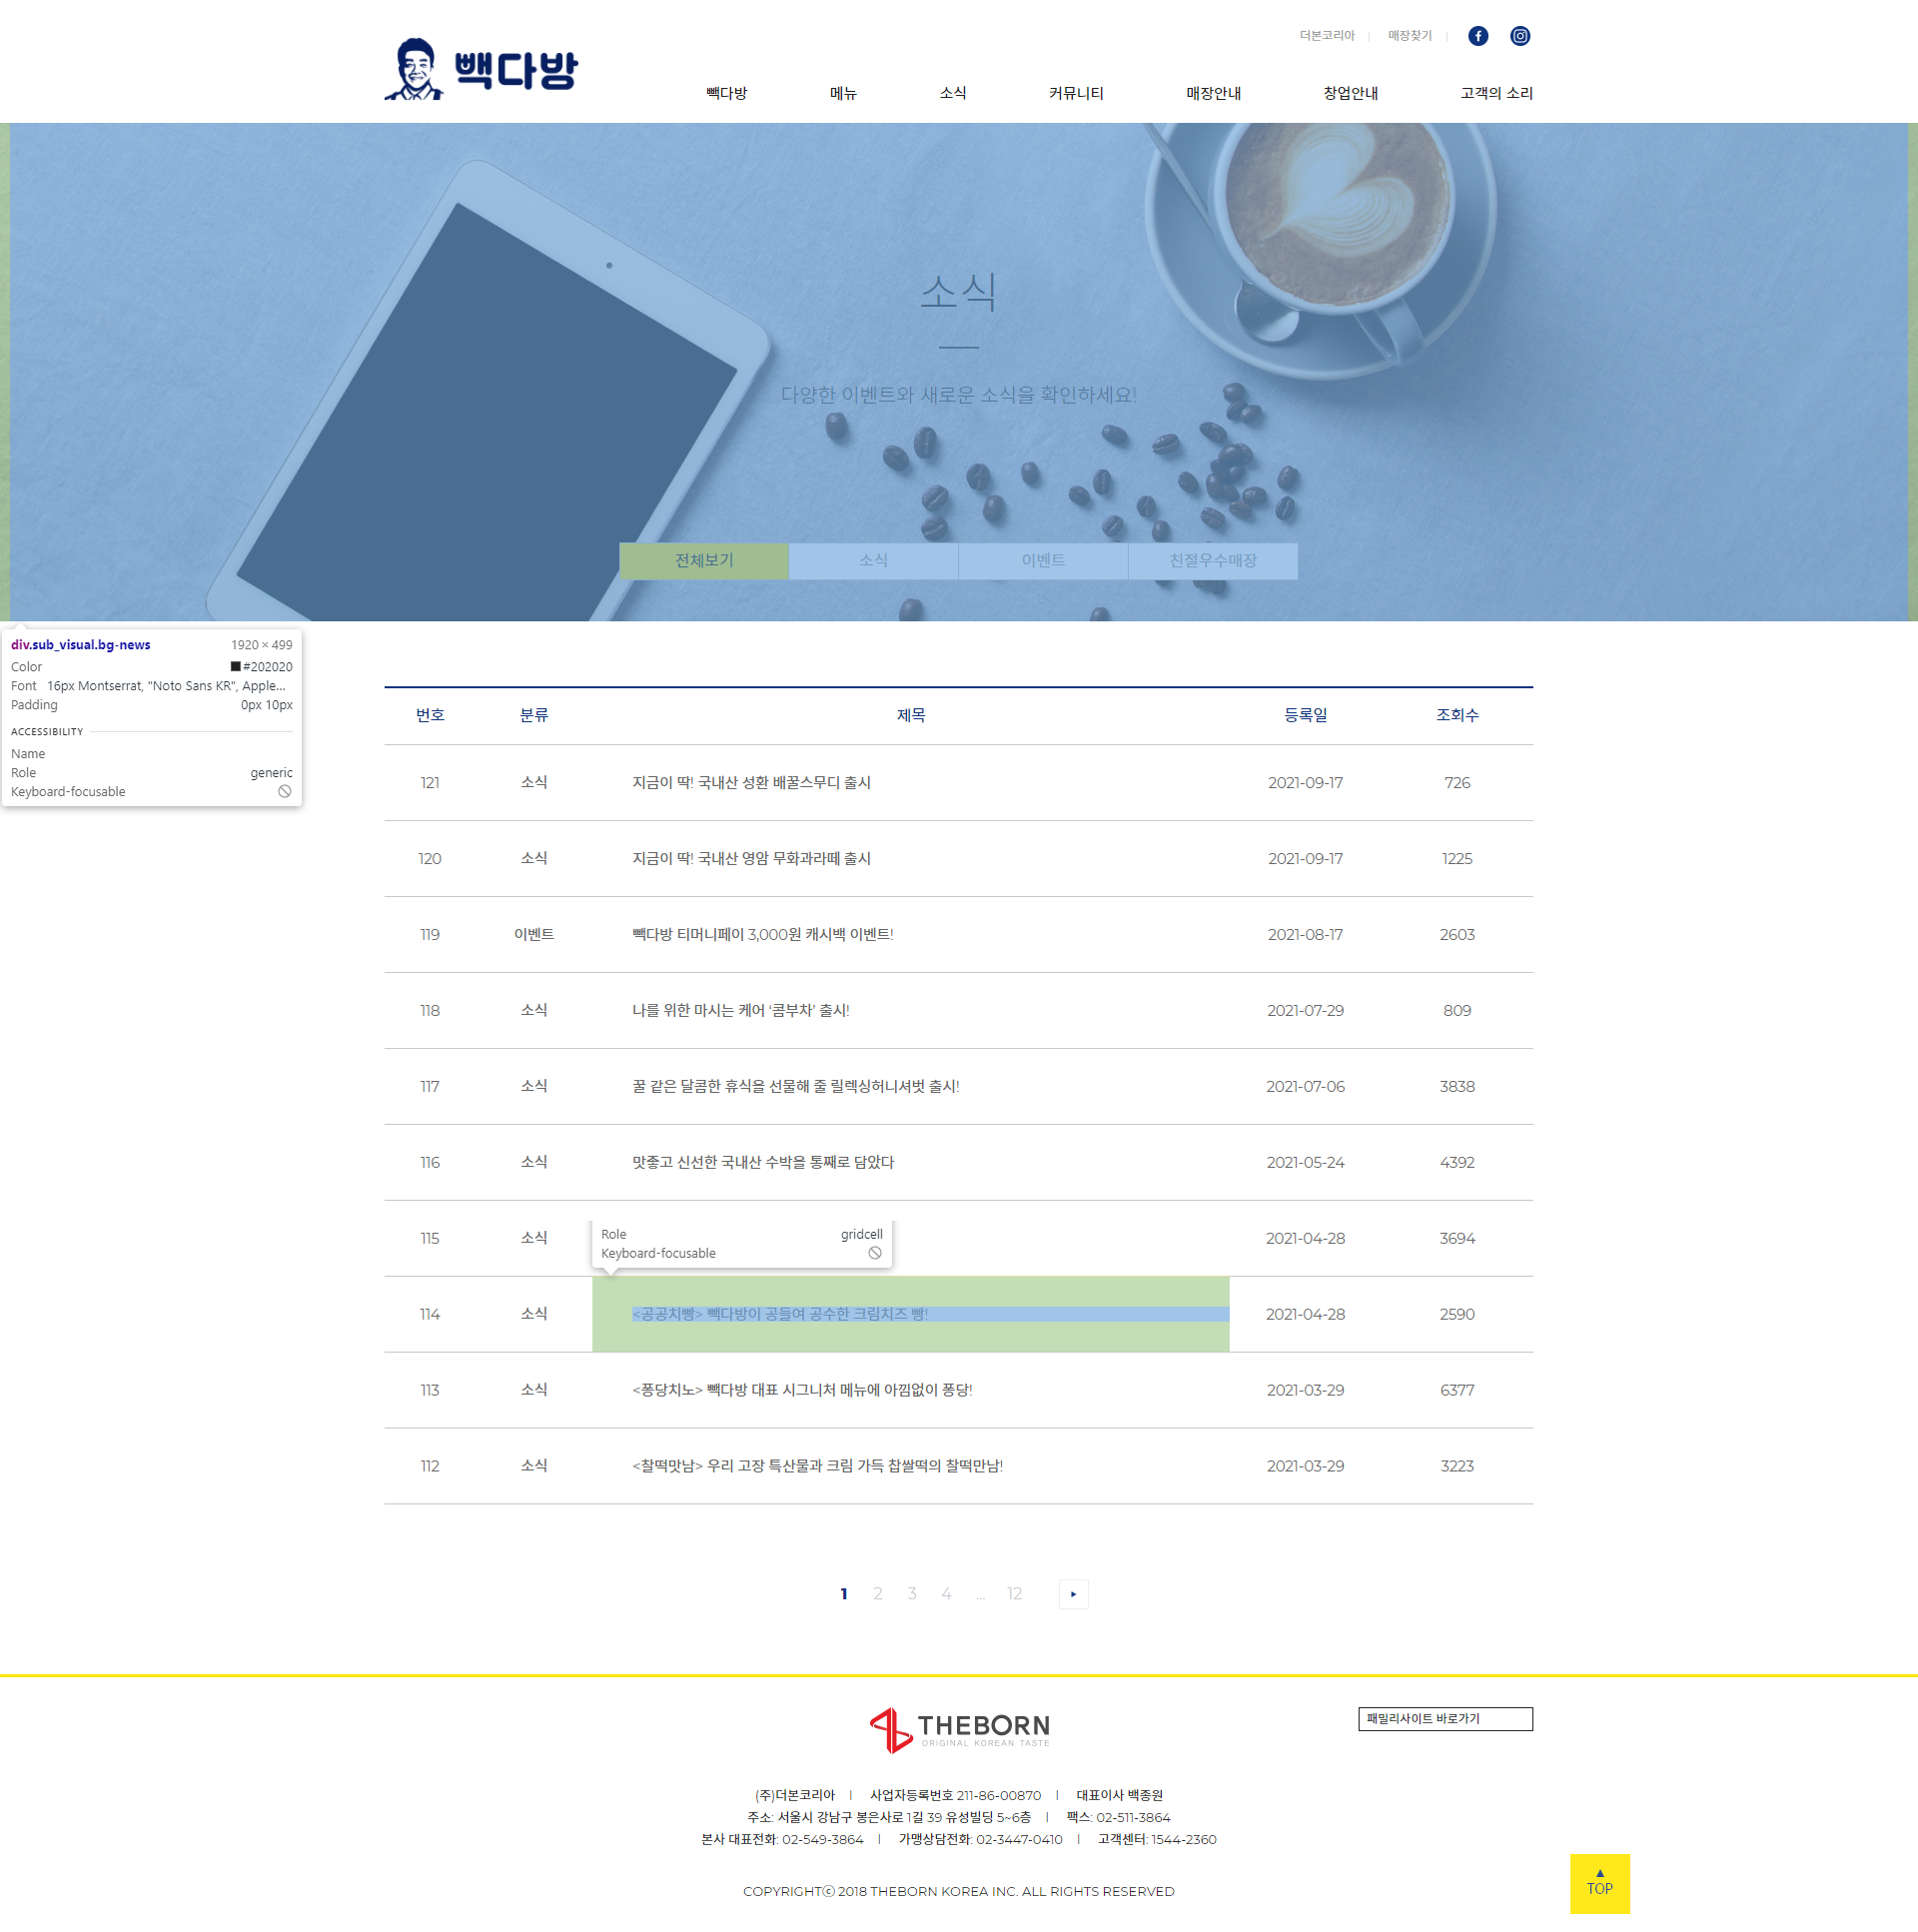 더본코리아 | 매장찾기 |
빽다방
빽다방 메뉴 소식 커뮤니티 매장안내 창업안내 고객의 소리
소식
다양한 이벤트와 새로운 소식을 확인하세요!
전체보기 소식 이벤트 친절우수매장
div.sub_visual.bg-news 1920 × 499
Color #202020
Font 16px Montserrat, "Noto Sans KR", Apple...
Padding 0px 10px
ACCESSIBILITY
Name
Role generic
Keyboard-focusable
번호 분류 제목 등록일 조회수
121 소식 지금이 딱! 국내산 성환 배꿀스무디 출시 2021-09-17 726
120 소식 지금이 딱! 국내산 영암 무화과라떼 출시 2021-09-17 1225
119 이벤트 빽다방 티머니페이 3,000원 캐시백 이벤트! 2021-08-17 2603
118 소식 나를 위한 마시는 케어 ‘콤부차’ 출시! 2021-07-29 809
117 소식 꿀 같은 달콤한 휴식을 선물해 줄 릴렉싱허니셔벗 출시! 2021-07-06 3838
116 소식 맛좋고 신선한 국내산 수박을 통째로 담았다 2021-05-24 4392
115 소식 2021-04-28 3694
Role gridcell
Keyboard-focusable
114 소식 <공공치빵> 빽다방이 공들여 공수한 크림치즈 빵! 2021-04-28 2590
113 소식 <퐁당치노> 빽다방 대표 시그니처 메뉴에 아낌없이 퐁당! 2021-03-29 6377
112 소식 <찰떡맛남> 우리 고장 특산물과 크림 가득 찹쌀떡의 찰떡만남! 2021-03-29 3223
1 2 3 4 ... 12
THEBORN
ORIGINAL KOREAN TASTE
패밀리사이트 바로가기
(주)더본코리아 | 사업자등록번호 211-86-00870 | 대표이사 백종원
주소: 서울시 강남구 봉은사로 1길 39 유성빌딩 5~6층 | 팩스: 02-511-3864
본사 대표전화: 02-549-3864 | 가맹상담전화: 02-3447-0410 | 고객센터: 1544-2360
COPYRIGHTⓒ 2018 THEBORN KOREA INC. ALL RIGHTS RESERVED
▲
TOP